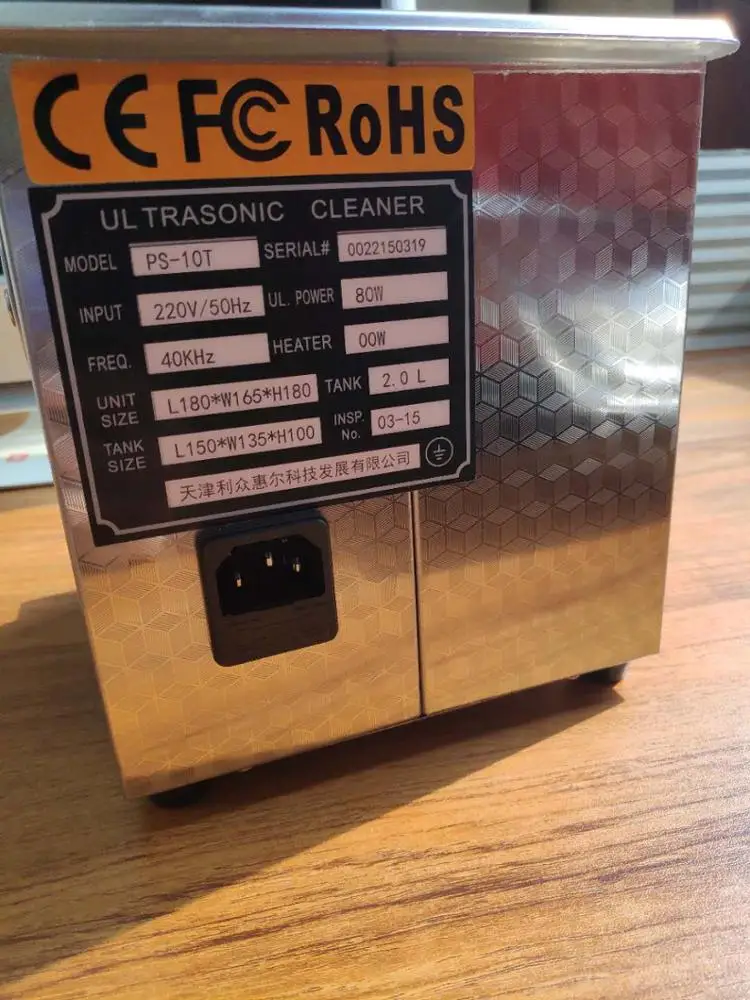 CE FC RoHS
UL TRASONIC CLEANER
MODEL PS-10T SERIAL# 0022150319
INPUT 220V/50Hz UL. POWER 80W
FREQ. 40KHz HEATER 00W
UNIT SIZE L180*W165*H180 TANK 2.0 L
TANK SIZE L150*W135*H100 INSP. No. 03-15
天津利众惠尔科技发展有限公司